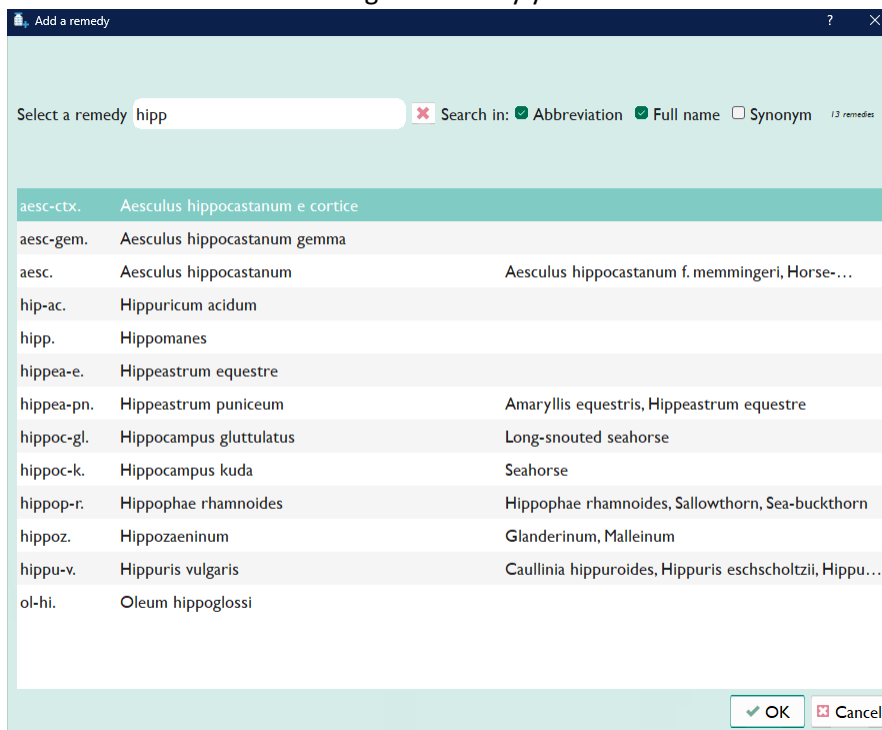 Add a remedy ?
Select a remedy hipp Search in: Abbreviation Full name Synonym 13 remedies
aesc-ctx. Aesculus hippocastanum e cortice
aesc-gem. Aesculus hippocastanum gemma
aesc. Aesculus hippocastanum Aesculus hippocastanum f. memmingeri, Horse-...
hip-ac. Hippuricum acidum
hipp. Hippomanes
hippea-e. Hippeastrum equestre
hippea-pn. Hippeastrum puniceum Amaryllis equestris, Hippeastrum equestre
hippoc-gl. Hippocampus gluttulatus Long-snouted seahorse
hippoc-k. Hippocampus kuda Seahorse
hippop-r. Hippophae rhamnoides Hippophae rhamnoides, Sallowthorn, Sea-buckthorn
hippoz. Hippozaeninum Glanderinum, Malleinum
hippu-v. Hippuris vulgaris Caullinia hippuroides, Hippuris eschscholtzii, Hippu...
ol-hi. Oleum hippoglossi
OK Cancel